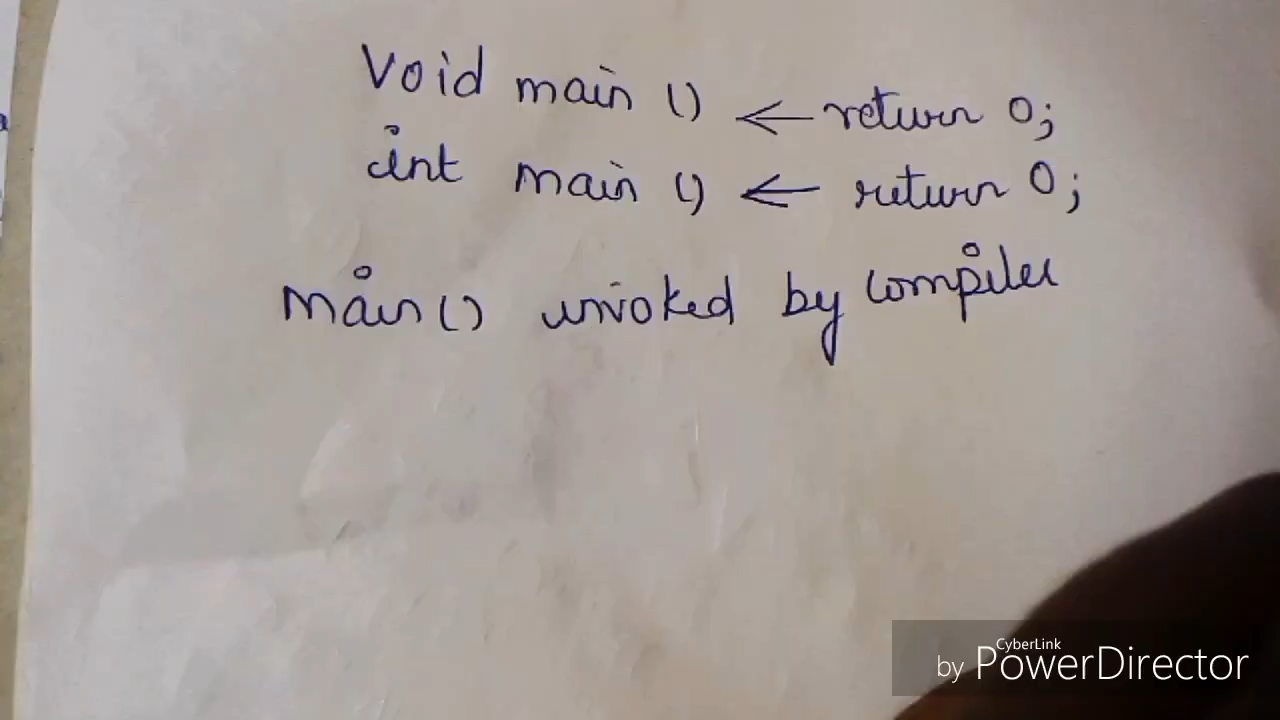 Void main () ← return 0;
int main () ← return 0;
main() invoked by compiler
CyberLink
by PowerDirector